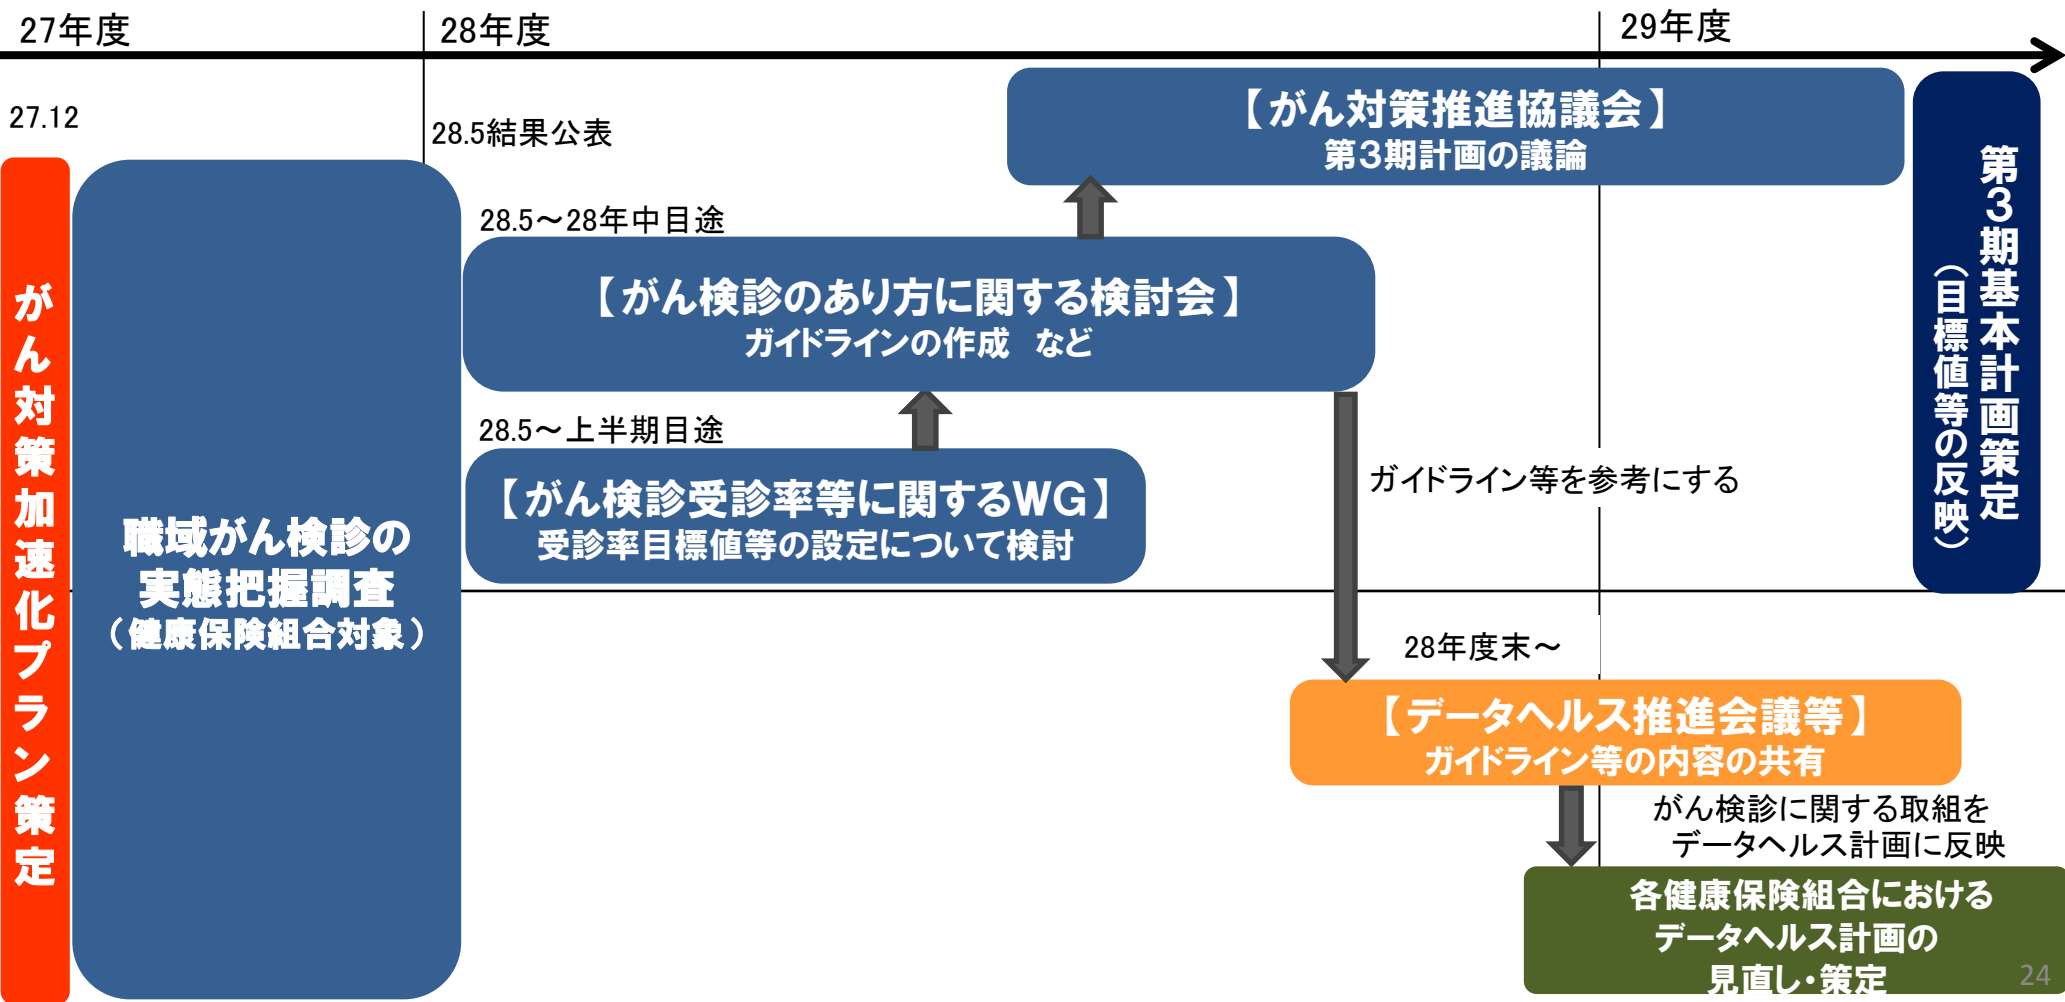 27年度
28年度
29年度
27.12
28.5結果公表
がん対策加速化プラン策定
職域がん検診の
実態把握調査
（健康保険組合対象）
【がん対策推進協議会】
第３期計画の議論
28.5～28年中目途
【がん検診のあり方に関する検討会】
ガイドラインの作成　など
28.5～上半期目途
【がん検診受診率等に関するＷＧ】
受診率目標値等の設定について検討
ガイドライン等を参考にする
第３期基本計画策定
（目標値等の反映）
28年度末～
【データヘルス推進会議等】
ガイドライン等の内容の共有
がん検診に関する取組を
データヘルス計画に反映
各健康保険組合における
データヘルス計画の
見直し・策定
24